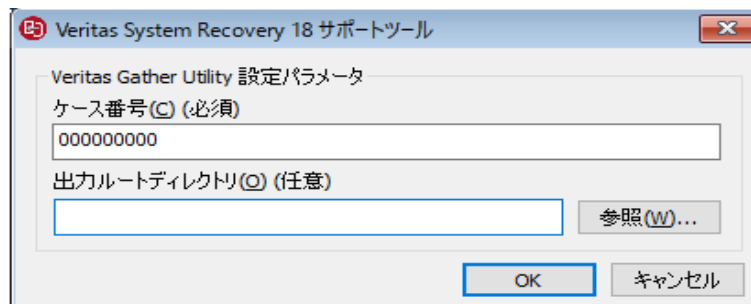 Veritas System Recovery 18 サポートツール
Veritas Gather Utility 設定パラメータ
ケース番号(C) (必須)
000000000
出力ルートディレクトリ(O) (任意)
参照(W)...
OK
キャンセル